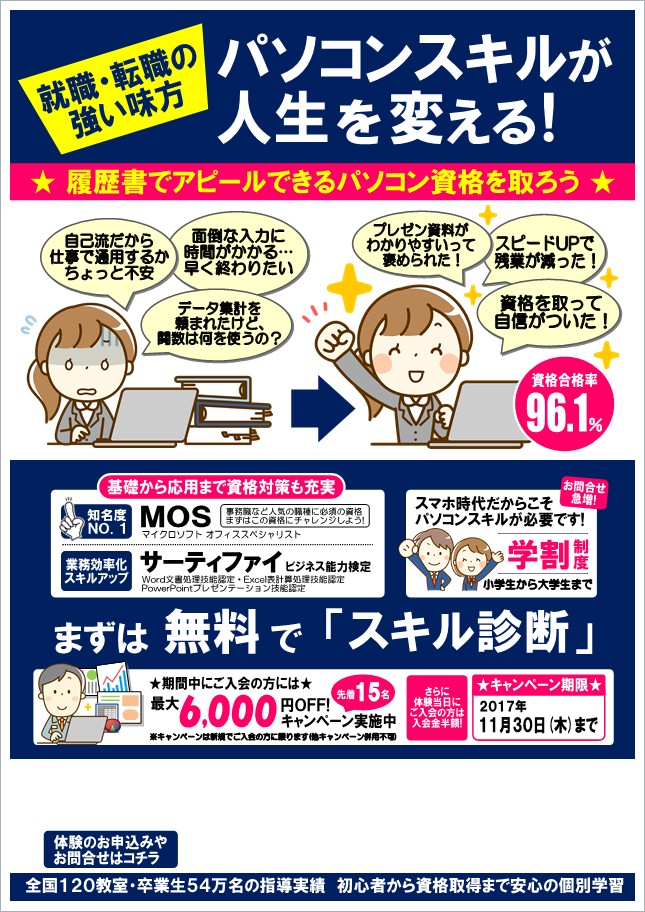 就職・転職の
強い味方
パソコンスキルが
人生を変える!
★ 履歴書でアピールできるパソコン資格を取ろう ★
自己流だから
仕事で通用するか
ちょっと不安
面倒な入力に
時間がかかる…
早く終わりたい
データ集計を
頼まれたけど、
関数は何を使うの？
プレゼン資料が
わかりやすいって
褒められた！
スピードUPで
残業が減った！
資格を取って
自信がついた！
資格合格率
96.1%
基礎から応用まで資格対策も充実
知名度
NO. 1
MOS
マイクロソフト オフィススペシャリスト
事務職など人気の職種に必須の資格
まずはこの資格にチャレンジしよう！
業務効率化
スキルアップ
サーティファイ ビジネス能力検定
Word文書処理技能認定・Excel表計算処理技能認定
PowerPointプレゼンテーション技能認定
お問合せ
急増！
スマホ時代だからこそ
パソコンスキルが必要です！
学割制度
小学生から大学生まで
まずは 無料 で「スキル診断」
★期間中にご入会の方には★
先着15名
最大6,000円OFF!
キャンペーン実施中
※キャンペーンは新規でご入会の方に限ります(他キャンペーン併用不可)
さらに
体験当日に
ご入会の方は
入会金半額!
★キャンペーン期限★
2017年
11月30日(木)まで
体験のお申込みや
お問合せはコチラ
全国120教室・卒業生54万名の指導実績 初心者から資格取得まで安心の個別学習